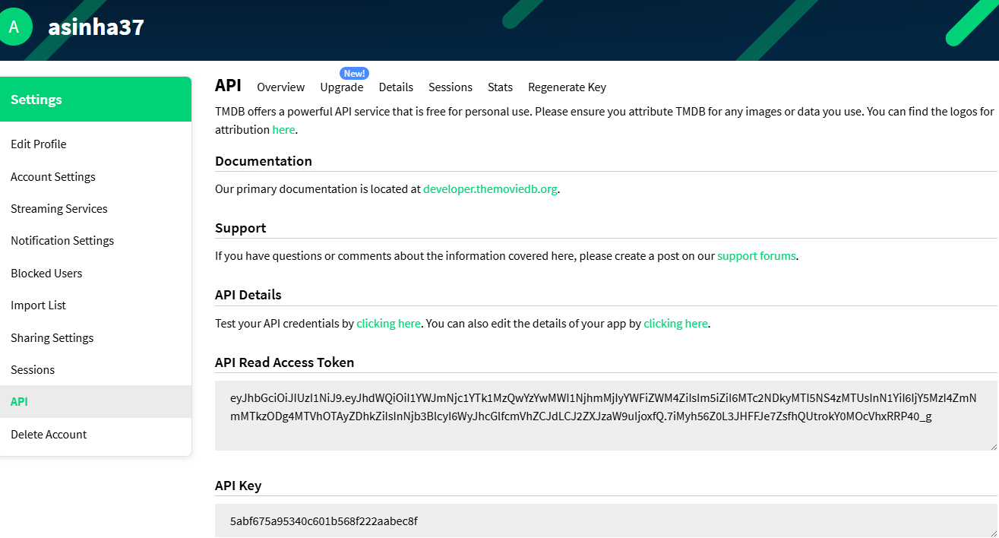 A
asinha37
Settings
Edit Profile
Account Settings
Streaming Services
Notification Settings
Blocked Users
Import List
Sharing Settings
Sessions
API
Delete Account
New!
API Overview Upgrade Details Sessions Stats Regenerate Key
TMDB offers a powerful API service that is free for personal use. Please ensure you attribute TMDB for any images or data you use. You can find the logos for
attribution here.
Documentation
Our primary documentation is located at developer.themoviedb.org.
Support
If you have questions or comments about the information covered here, please create a post on our support forums.
API Details
Test your API credentials by clicking here. You can also edit the details of your app by clicking here.
API Read Access Token
eyJhbGciOiJIUzI1NiJ9.eyJhdWQiOiI1YWJmNjc1YTk1MzQwYzYwMWI1NjhmMjIyYWFiZWM4ZiIsIm5iZiI6MTc2NDkyMTI5NS4zMTUsInN1YiI6IjY5MzI4ZmN
mMTkzODg4MTVhOTAyZDhkZiIsInNjb3BlcyI6WyJhcGlfcmVhZCJdLCJ2ZXJzaW9uIjoxfQ.7iMyh56Z0L3JHFFJe7ZsfhQUtrokY0MOcVhxRRP40_g
API Key
5abf675a95340c601b568f222aabec8f